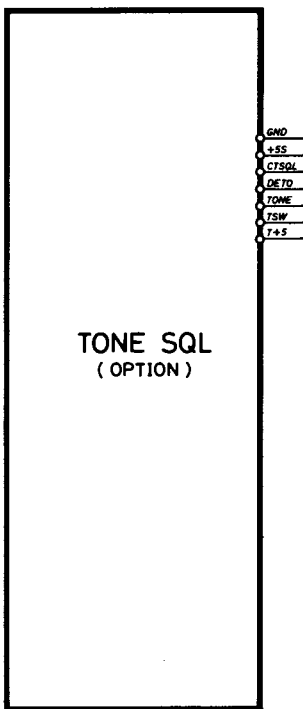 GND
+5S
CTSQL
DETO
TONE
TSW
T+5
TONE SQL
( OPTION )